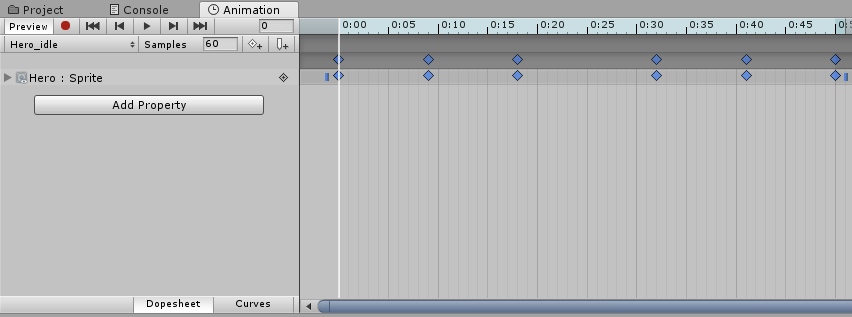 Project Console Animation
Preview 0 0:00 0:05 0:10 0:15 0:20 0:25 0:30 0:35 0:40 0:45
Hero_idle Samples 60
Hero : Sprite
Add Property
Dopesheet Curves